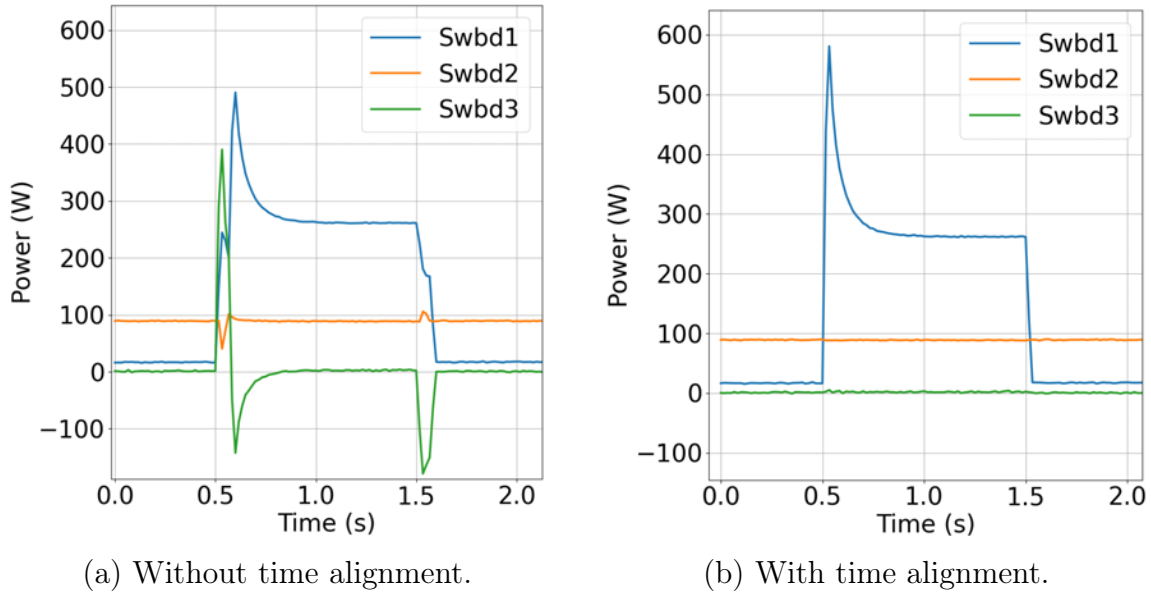 600
500
400
300
200
100
0
−100
Power (W)
Swbd1
Swbd2
Swbd3
0.0 0.5 1.0 1.5 2.0
Time (s)
(a) Without time alignment.
600
500
400
300
200
100
0
−100
Power (W)
Swbd1
Swbd2
Swbd3
0.0 0.5 1.0 1.5 2.0
Time (s)
(b) With time alignment.